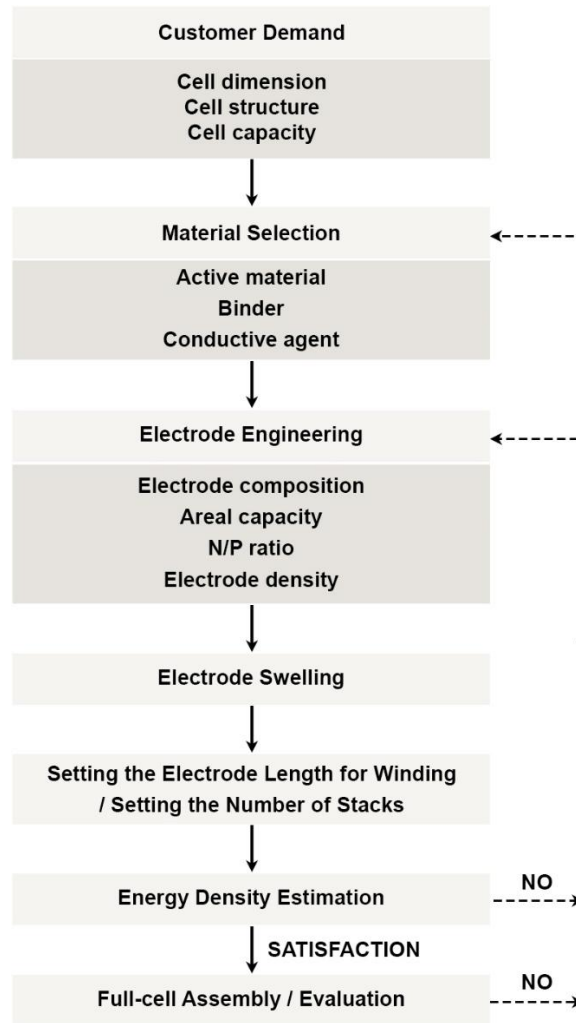 Customer Demand
Cell dimension
Cell structure
Cell capacity
Material Selection
Active material
Binder
Conductive agent
Electrode Engineering
Electrode composition
Areal capacity
N/P ratio
Electrode density
Electrode Swelling
Setting the Electrode Length for Winding
/ Setting the Number of Stacks
Energy Density Estimation
NO
SATISFACTION
Full-cell Assembly / Evaluation
NO